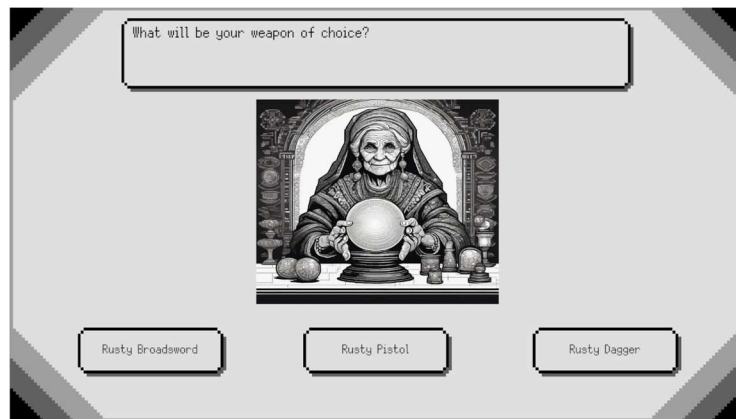 What will be your weapon of choice?
Rusty Broadsword
Rusty Pistol
Rusty Dagger